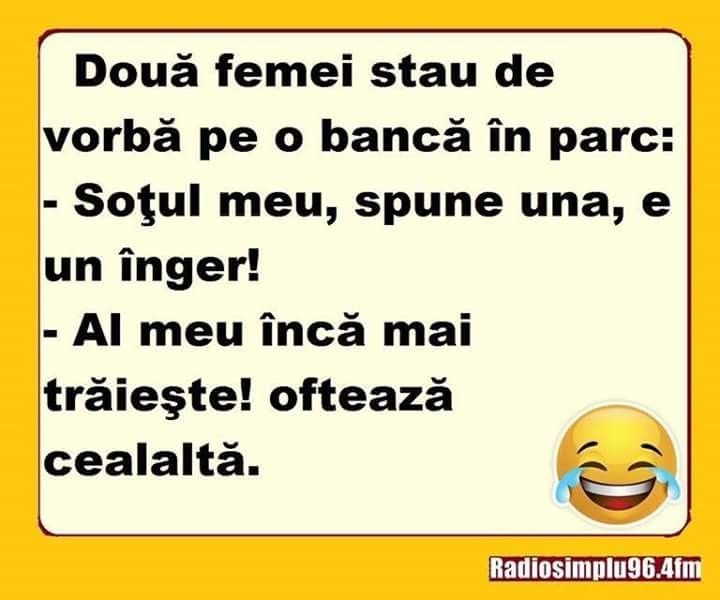 Două femei stau de
vorbă pe o bancă în parc:
- Soţul meu, spune una, e
un înger!
- Al meu încă mai
trăieşte! oftează
cealaltă.
Radiosimplu96.4fm